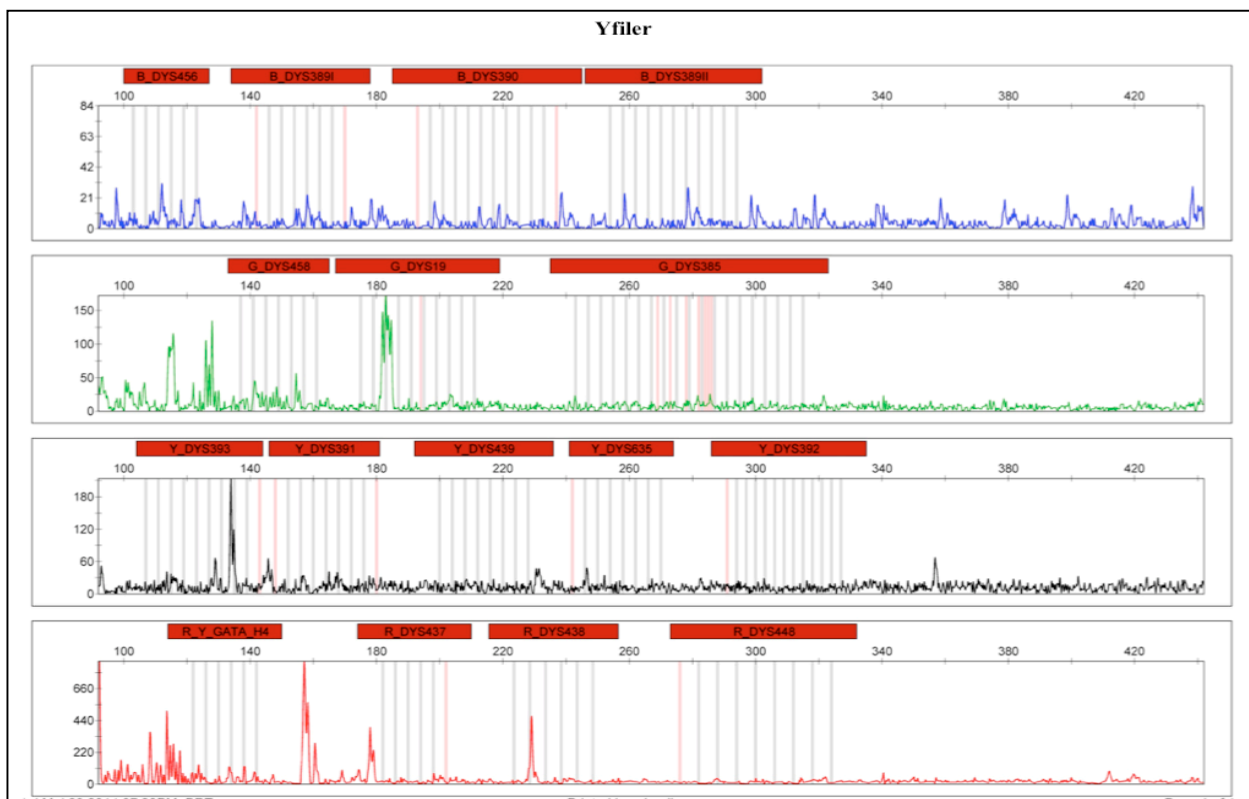 Yfiler
B_DYS456 B_DYS389I B_DYS390 B_DYS389II
100 140 180 220 260 300 340 380 420
84
63
42
21
0
G_DYS458 G_DYS19 G_DYS385
100 140 180 220 260 300 340 380 420
150
100
50
0
Y_DYS393 Y_DYS391 Y_DYS439 Y_DYS635 Y_DYS392
100 140 180 220 260 300 340 380 420
180
120
60
0
R_Y_GATA_H4 R_DYS437 R_DYS438 R_DYS448
100 140 180 220 260 300 340 380 420
660
440
220
0